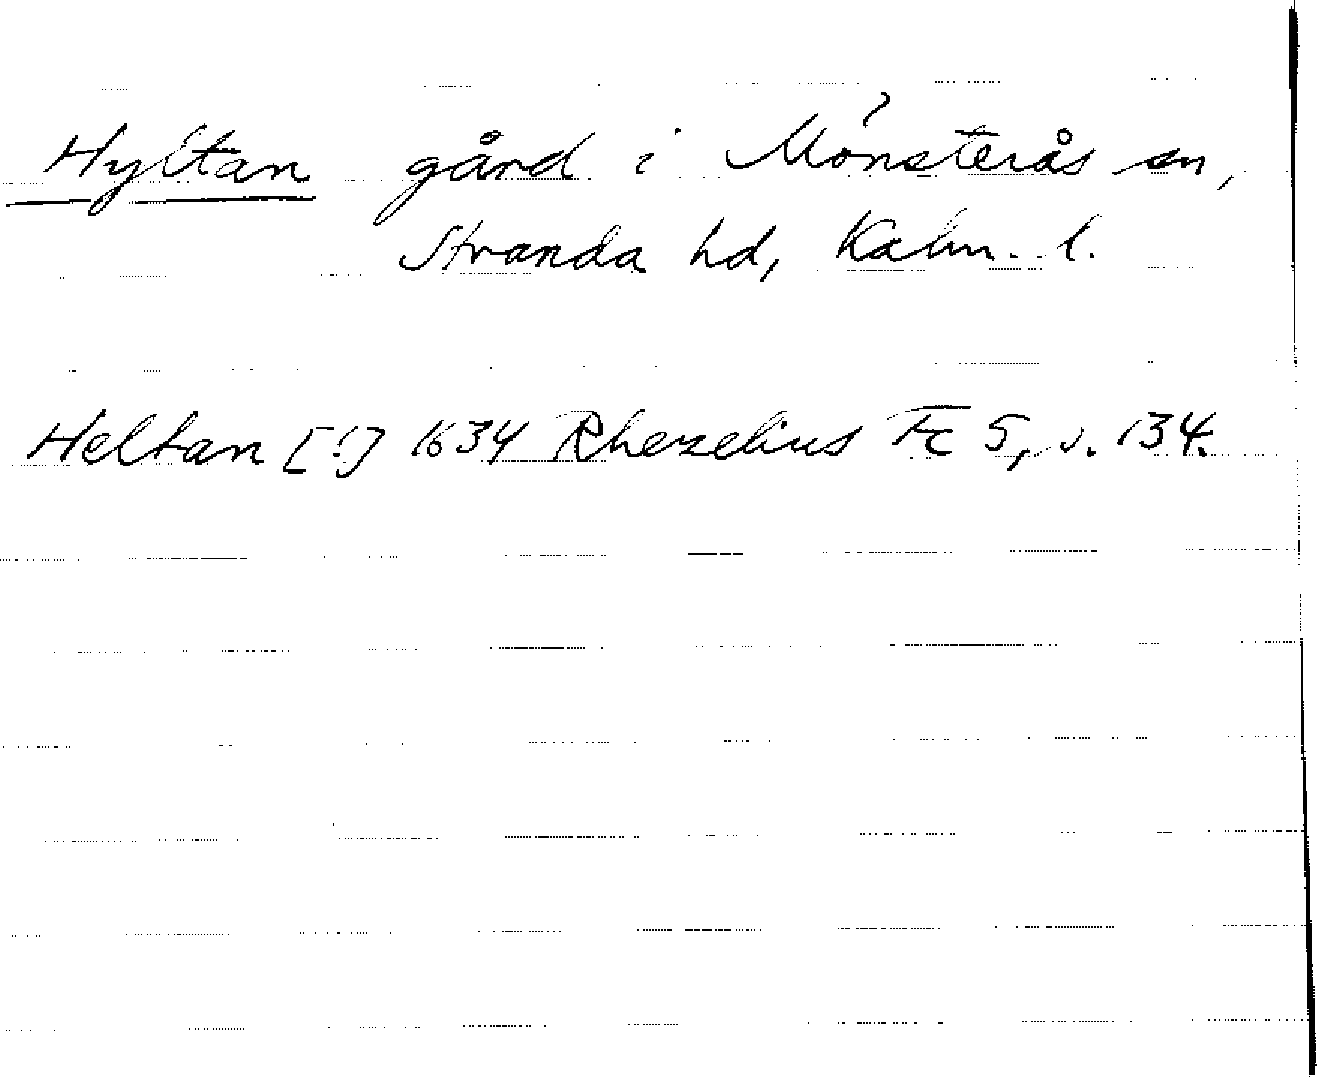 Hyltan gård i Mönsterås sn,
Stranda hd, Kalm. l.
Heltan [!] 1634 Rhezelius Fc 5, s. 134.